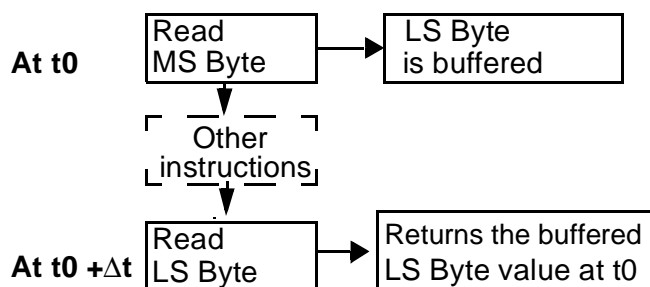 At t0
Read
MS Byte
LS Byte
is buffered
Other
instructions
At t0 +Δt
Read
LS Byte
Returns the buffered
LS Byte value at t0